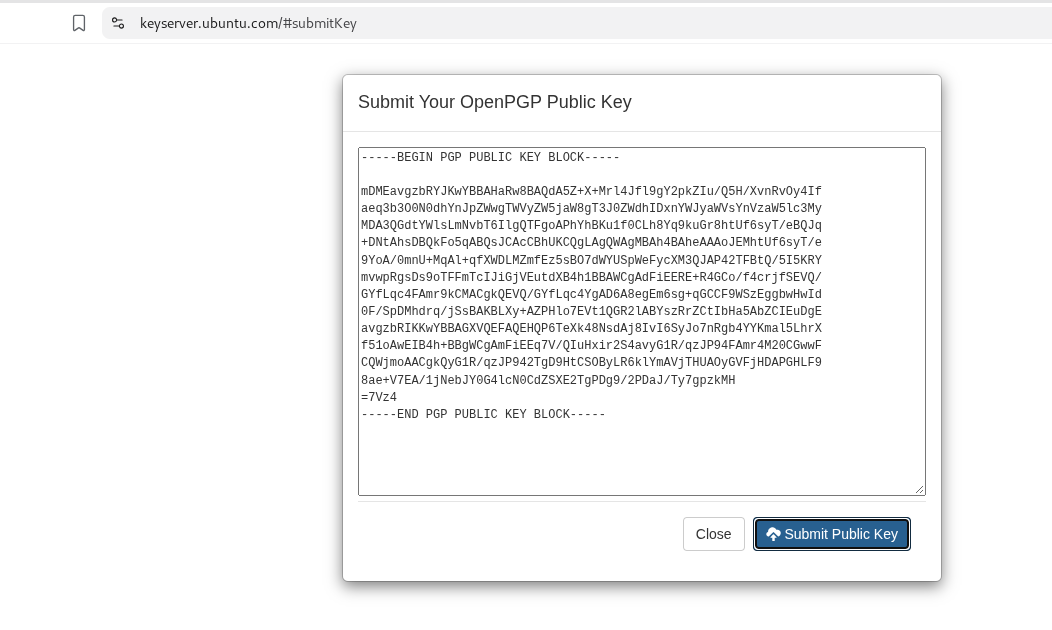 keyserver.ubuntu.com/#submitKey
Submit Your OpenPGP Public Key
-----BEGIN PGP PUBLIC KEY BLOCK-----
mDMEavgzbRYJKwYBBAHaRw8BAQdA5Z+X+Mrl4Jfl9gY2pkZIu/Q5H/XvnRvOy4If
aeq3b3O0N0dhYnJpZWwgTWVyZW5jaW8gT3J0ZWdhIDxnYWJyaWVsYnVzaW5lc3My
MDA3QGdtYWlsLmNvbT6IlgQTFgoAPhYhBKu1f0CLh8Yq9kuGr8htUf6syT/eBQJq
+DNtAhsDBQkFo5qABQsJCAcCBhUKCQgLAgQWAgMBAh4BAheAAAoJEMhtUf6syT/e
9YoA/0mnU+MqAl+qfXWDLMZmfEz5sBO7dWYUSpWeFycXM3QJAP42TFBtQ/5I5KRY
mvwpRgsDs9oTFFmTcIJiGjVEutdXB4h1BBAWCgAdFiEERE+R4GCo/f4crjfSEVQ/
GYfLqc4FAmr9kCMACgkQEVQ/GYfLqc4YgAD6A8egEm6sg+qGCCF9WSzEggbwHwId
0F/SpDMhdrq/jSsBAKBLXy+AZPHlo7EVt1QGR2lABYszRrZCtIbHa5AbZCIEuDgE
avgzbRIKKwYBBAGXVQEFAQEHQP6TeXk48NsdAj8IvI6SyJo7nRgb4YYKmal5LhrX
f51oAwEIB4h+BBgWCgAmFiEEq7V/QIuHxir2S4avyG1R/qzJP94FAmr4M20CGwwF
CQWjmoAACgkQyG1R/qzJP942TgD9HtCSOByLR6klYmAVjTHUAOyGVFjHDAPGHLF9
8ae+V7EA/1jNebJY0G4lcN0CdZSXE2TgPDg9/2PDaJ/Ty7gpzkMH
=7Vz4
-----END PGP PUBLIC KEY BLOCK-----
Close
Submit Public Key